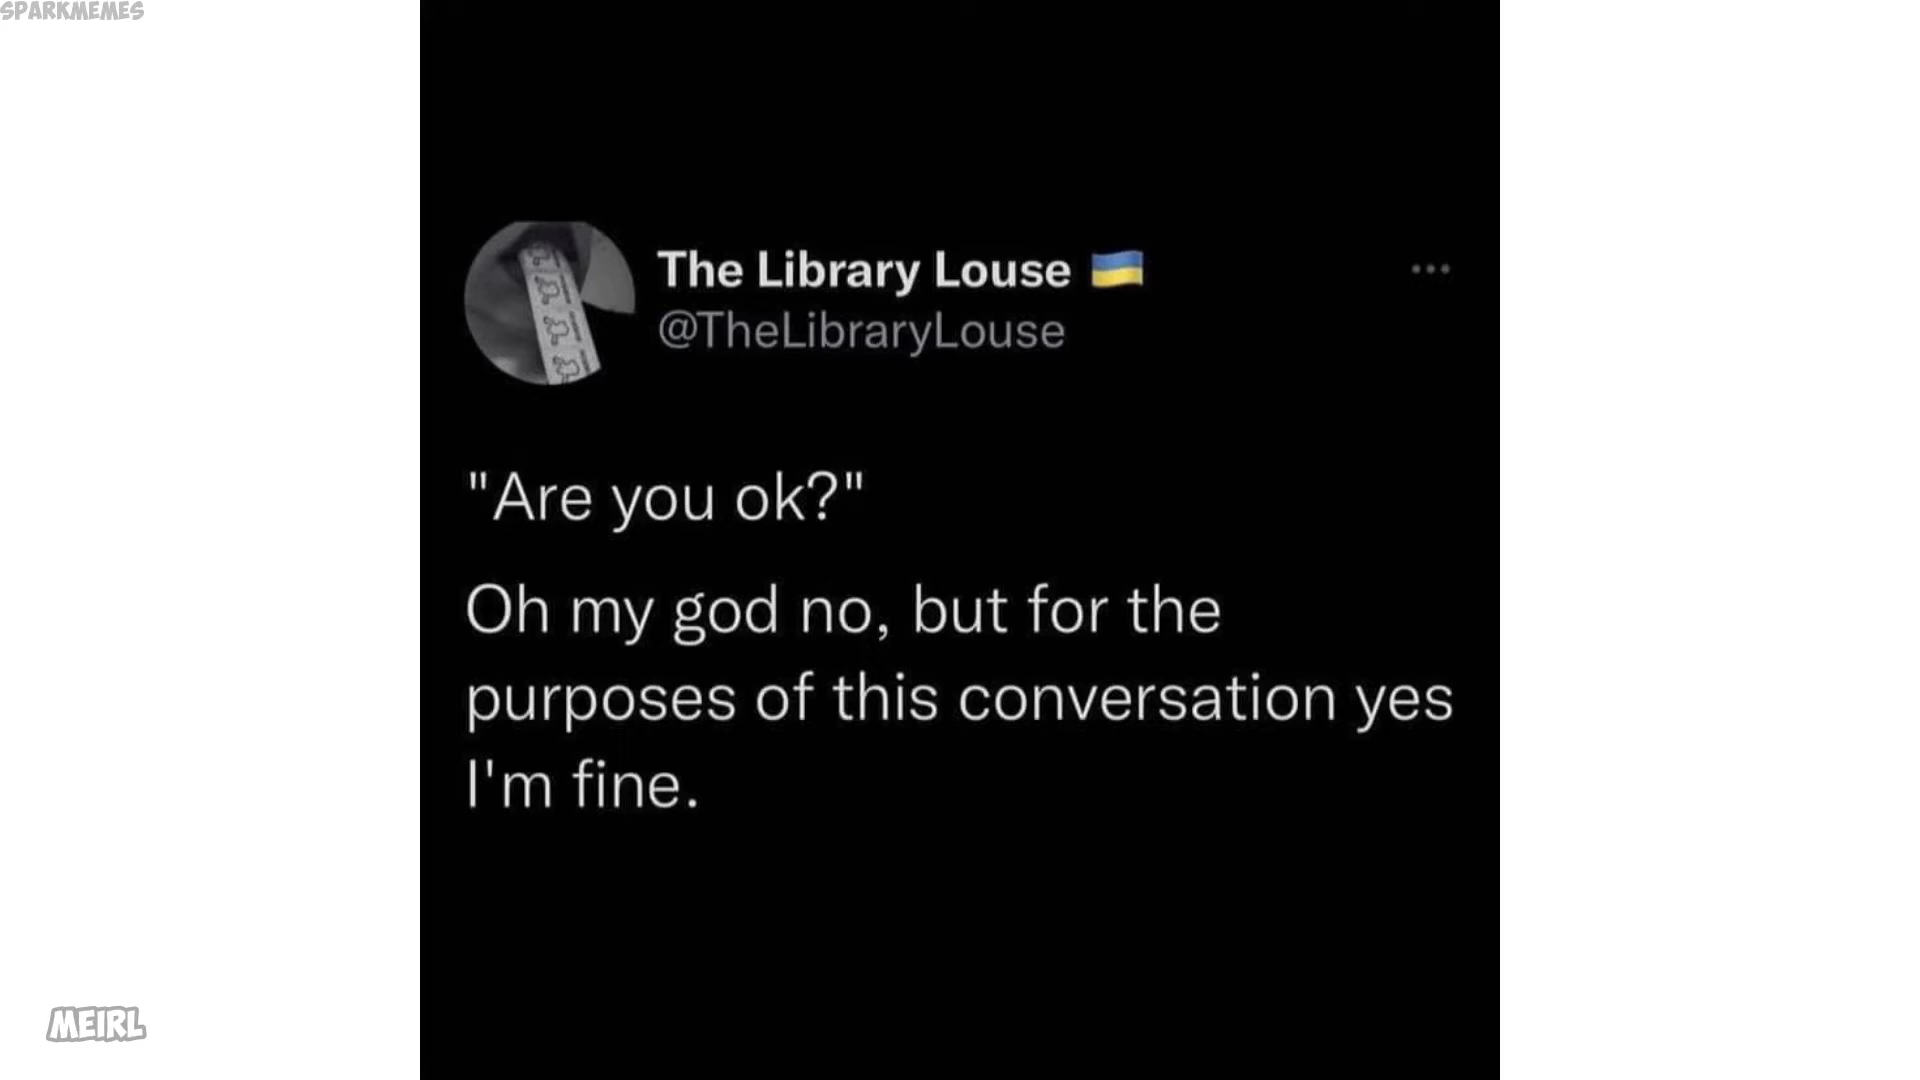 SPARKMEMES
The Library Louse
@TheLibraryLouse
"Are you ok?"
Oh my god no, but for the
purposes of this conversation yes
I'm fine.
MEIRL